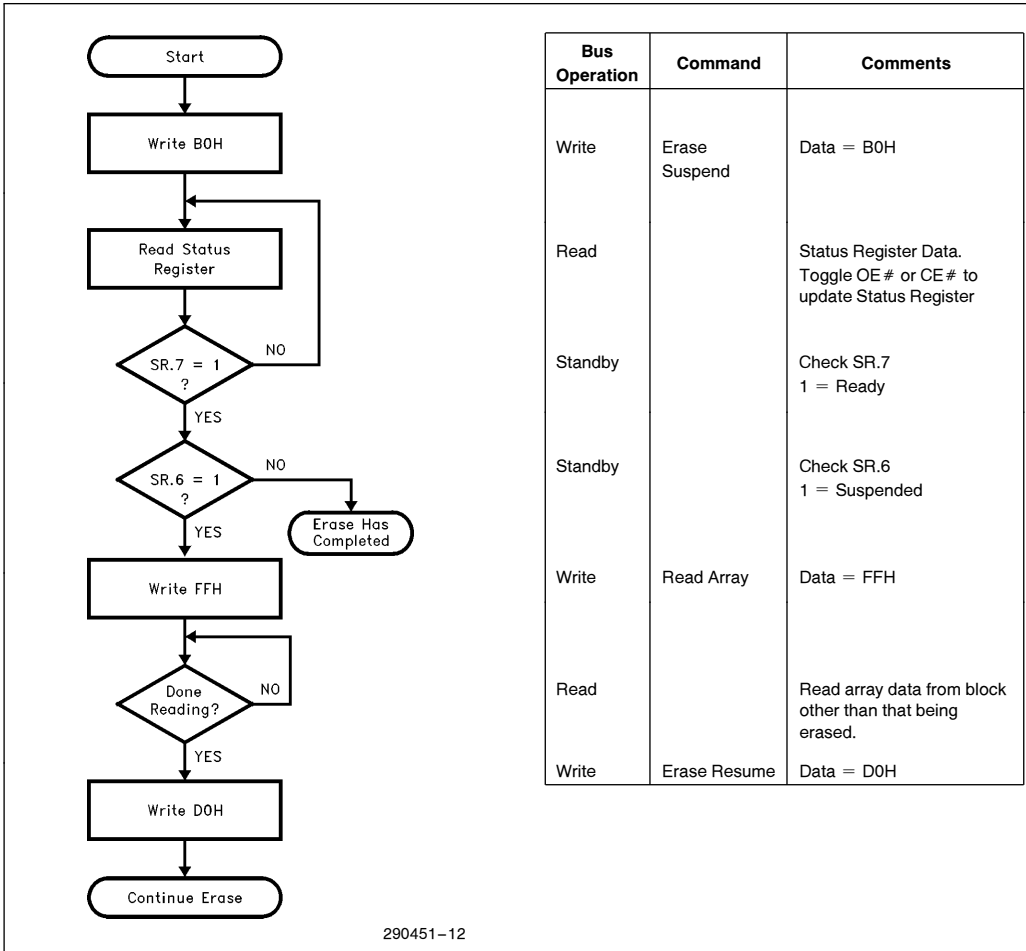 Start
Write B0H
Read Status
Register
SR.7 = 1
?
NO
YES
SR.6 = 1
?
NO
YES
Erase Has
Completed
Write FFH
Done
Reading?
NO
YES
Write D0H
Continue Erase
290451–12
Bus
Operation
Command
Comments
Write
Erase
Suspend
Data = B0H
Read
Status Register Data.
Toggle OE# or CE# to
update Status Register
Standby
Check SR.7
1 = Ready
Standby
Check SR.6
1 = Suspended
Write
Read Array
Data = FFH
Read
Read array data from block
other than that being
erased.
Write
Erase Resume
Data = D0H